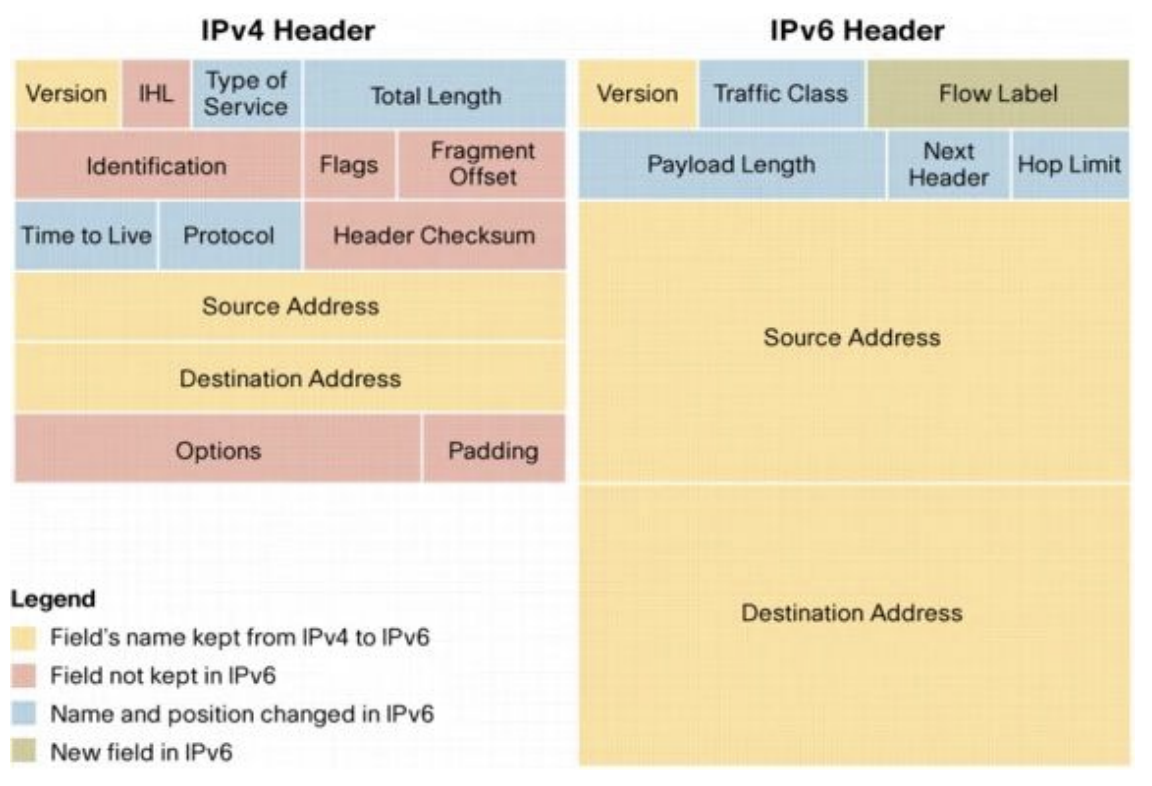 IPv4 Header
Version
IHL
Type of
Service
Total Length
Identification
Flags
Fragment
Offset
Time to Live
Protocol
Header Checksum
Source Address
Destination Address
Options
Padding
IPv6 Header
Version
Traffic Class
Flow Label
Payload Length
Next
Header
Hop Limit
Source Address
Destination Address
Legend
Field's name kept from IPv4 to IPv6
Field not kept in IPv6
Name and position changed in IPv6
New field in IPv6